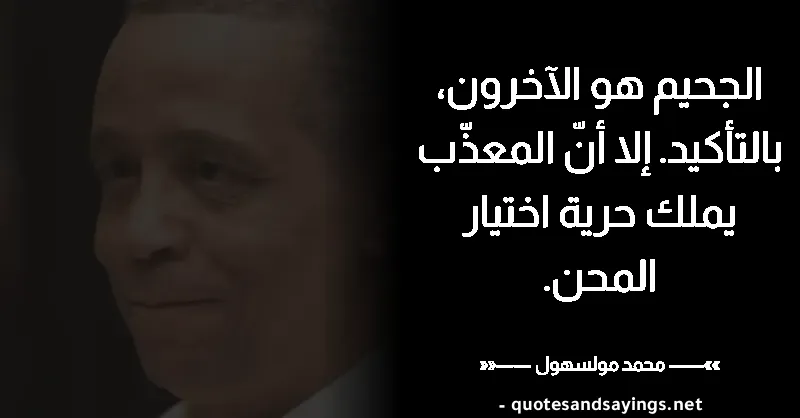 الجحيم هو الآخرون،
بالتأكيد. إلا أنّ المعذّب
يملك حرية اختيار
المحن.
««—— محمد مولسهول ——»»
- quotesandsayings.net